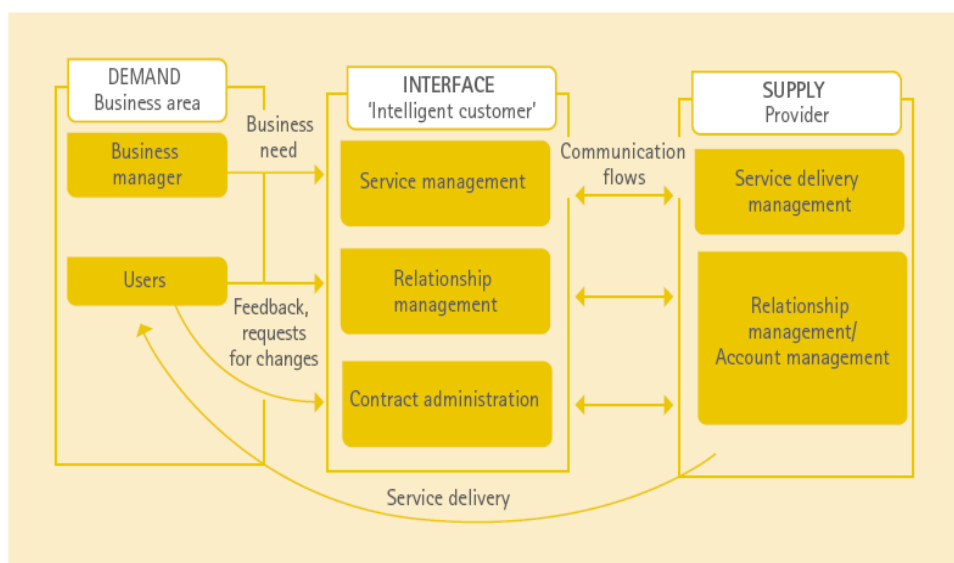 DEMAND
Business area
Business
manager
Users
Business
need
Feedback,
requests
for changes
INTERFACE
‘Intelligent customer’
Service management
Relationship
management
Contract administration
Communication
flows
SUPPLY
Provider
Service delivery
management
Relationship
management/
Account management
Service delivery